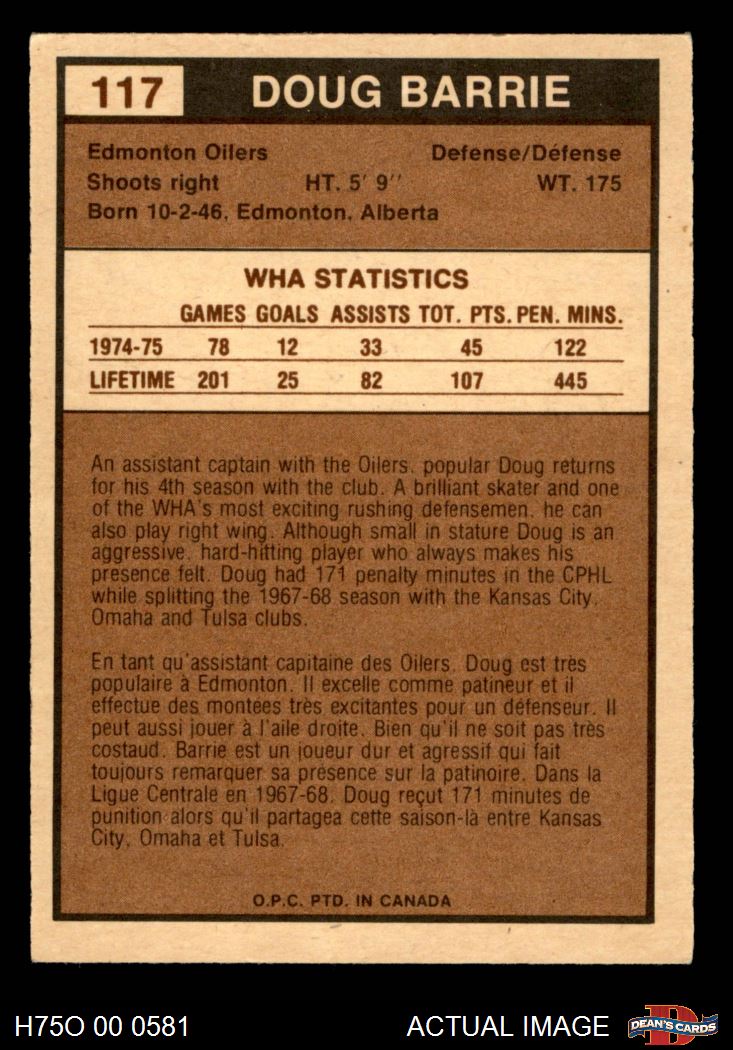 117 DOUG BARRIE
Edmonton Oilers Defense/Défense
Shoots right HT. 5' 9'' WT. 175
Born 10-2-46, Edmonton, Alberta
WHA STATISTICS
GAMES GOALS ASSISTS TOT. PTS. PEN. MINS.
1974-75 78 12 33 45 122
LIFETIME 201 25 82 107 445
An assistant captain with the Oilers, popular Doug returns
for his 4th season with the club. A brilliant skater and one
of the WHA's most exciting rushing defensemen, he can
also play right wing. Although small in stature Doug is an
aggressive, hard-hitting player who always makes his
presence felt. Doug had 171 penalty minutes in the CPHL
while splitting the 1967-68 season with the Kansas City,
Omaha and Tulsa clubs.
En tant qu'assistant capitaine des Oilers, Doug est très
populaire à Edmonton. Il excelle comme patineur et il
effectue des montées très excitantes pour un défenseur. Il
peut aussi jouer à l'aile droite. Bien qu'il ne soit pas très
costaud, Barrie est un joueur dur et agressif qui fait
toujours remarquer sa présence sur la patinoire. Dans la
Ligue Centrale en 1967-68, Doug reçut 171 minutes de
punition alors qu'il partagea cette saison-là entre Kansas
City, Omaha et Tulsa.
O.P.C. PTD. IN CANADA
H75O 00 0581 ACTUAL IMAGE DEAN'S CARDS